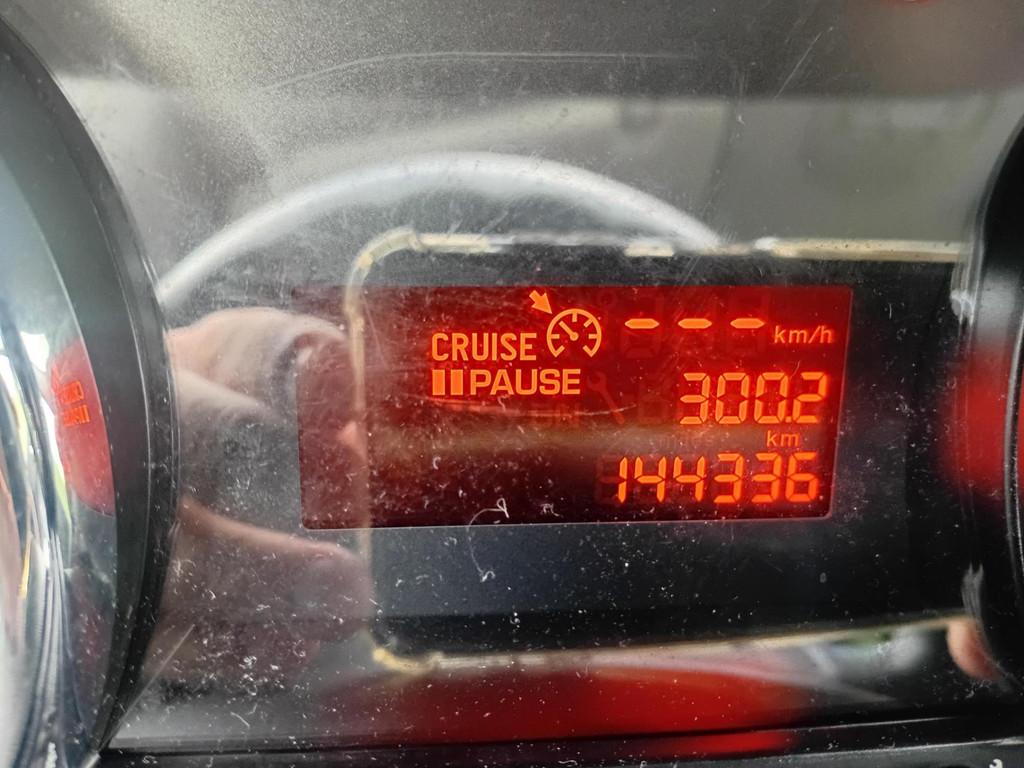 CRUISE --- km/h
PAUSE
300.2
km
144336